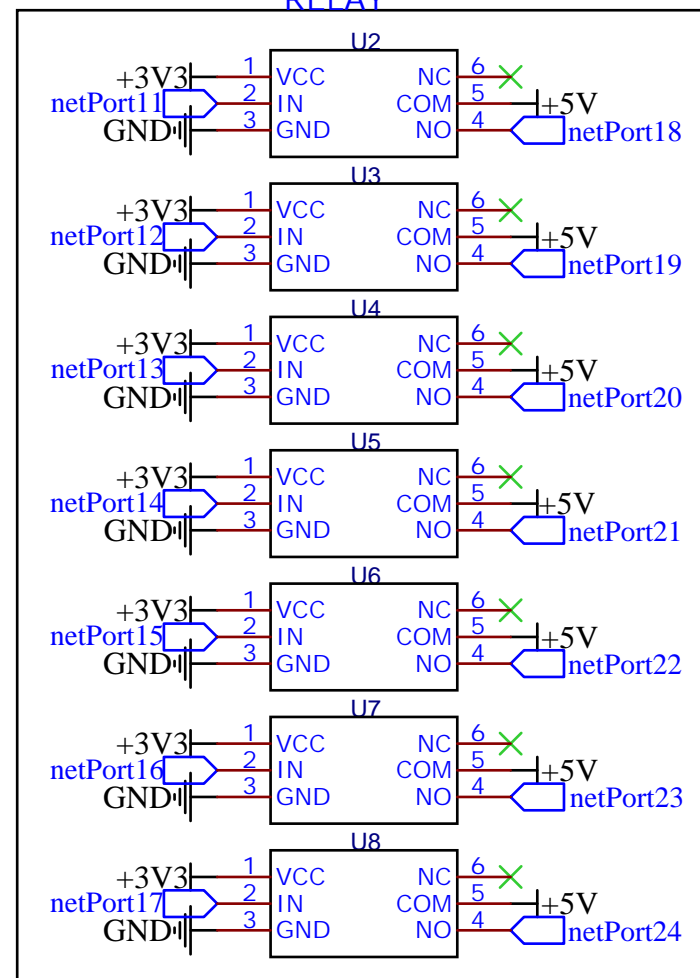 RELAY
U2
+3V3 1 VCC NC 6
netPort11 2 IN COM 5 +5V
GND 3 GND NO 4 netPort18
U3
+3V3 1 VCC NC 6
netPort12 2 IN COM 5 +5V
GND 3 GND NO 4 netPort19
U4
+3V3 1 VCC NC 6
netPort13 2 IN COM 5 +5V
GND 3 GND NO 4 netPort20
U5
+3V3 1 VCC NC 6
netPort14 2 IN COM 5 +5V
GND 3 GND NO 4 netPort21
U6
+3V3 1 VCC NC 6
netPort15 2 IN COM 5 +5V
GND 3 GND NO 4 netPort22
U7
+3V3 1 VCC NC 6
netPort16 2 IN COM 5 +5V
GND 3 GND NO 4 netPort23
U8
+3V3 1 VCC NC 6
netPort17 2 IN COM 5 +5V
GND 3 GND NO 4 netPort24